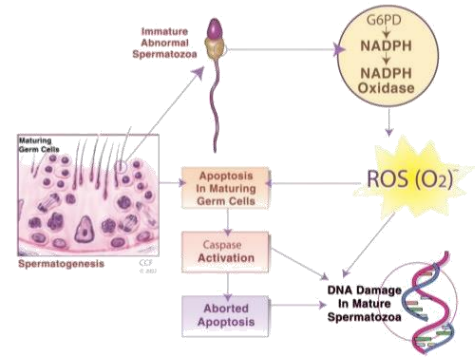 Immature
Abnormal
Spermatozoa
G6PD
NADPH
NADPH
Oxidase
Maturing
Germ Cells
Apoptosis
In Maturing
Germ Cells
ROS (O2)⁻
Spermatogenesis
CCF
Caspase
Activation
DNA Damage
In Mature
Spermatozoa
Aborted
Apoptosis